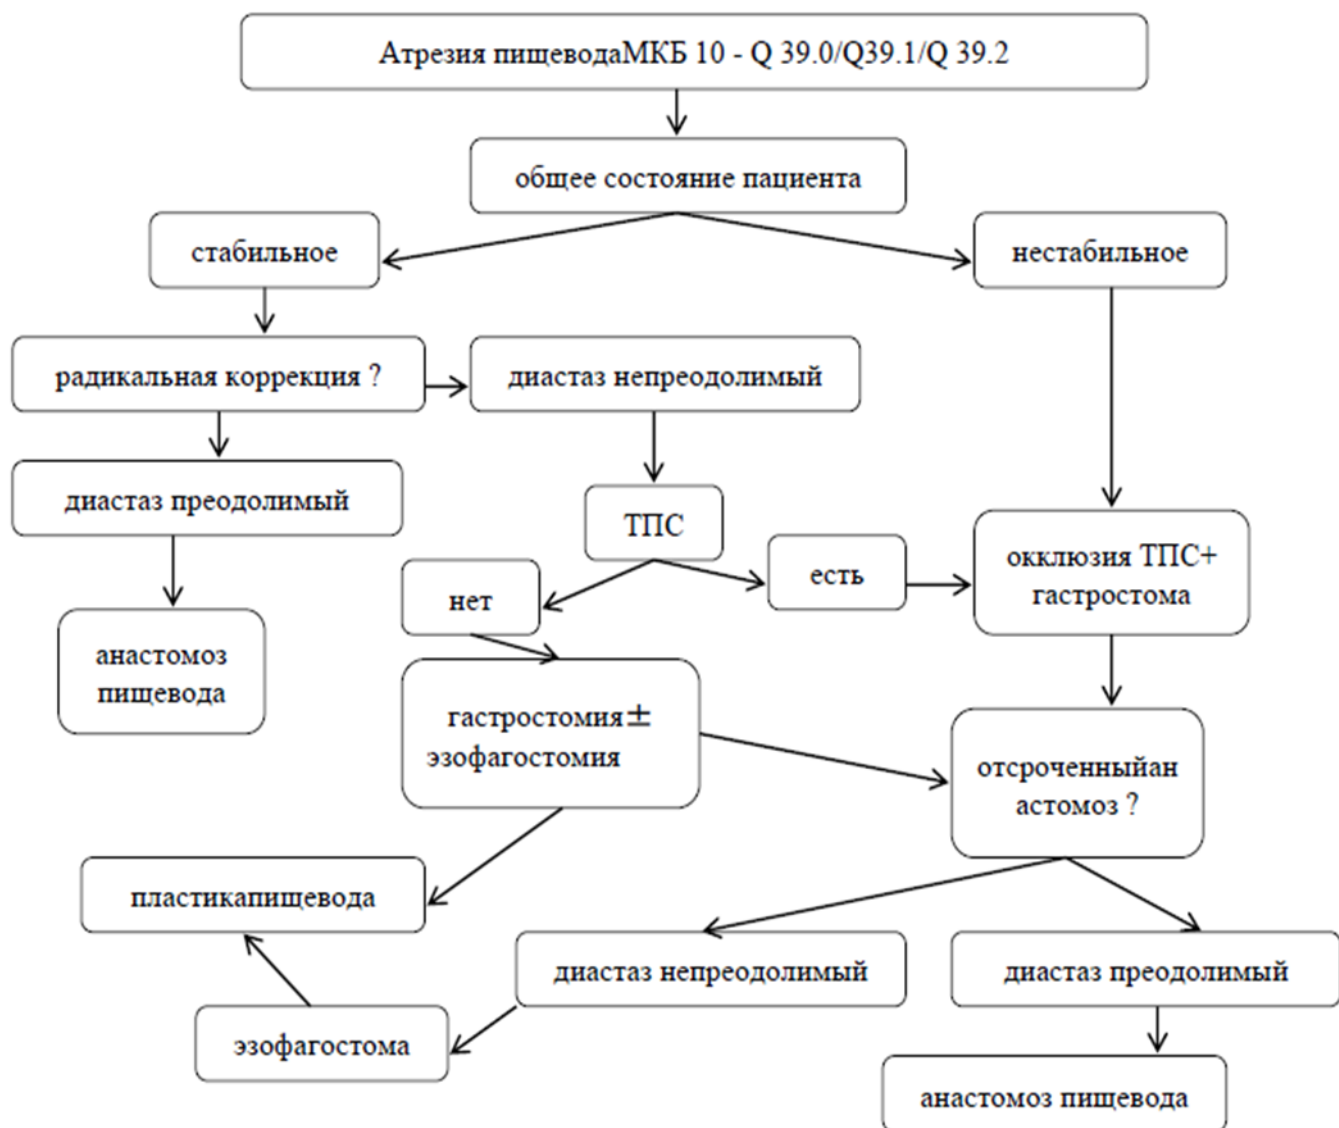 Атрезия пищеводаМКБ 10 - Q 39.0/Q39.1/Q 39.2
общее состояние пациента
стабильное
нестабильное
радикальная коррекция ?
диастаз непреодолимый
диастаз преодолимый
ТПС
нет
есть
окклюзия ТПС+
гастростома
анастомоз
пищевода
гастростомия±
эзофагостомия
отсроченныйан
астомоз ?
пластикапищевода
диастаз непреодолимый
диастаз преодолимый
эзофагостома
анастомоз пищевода